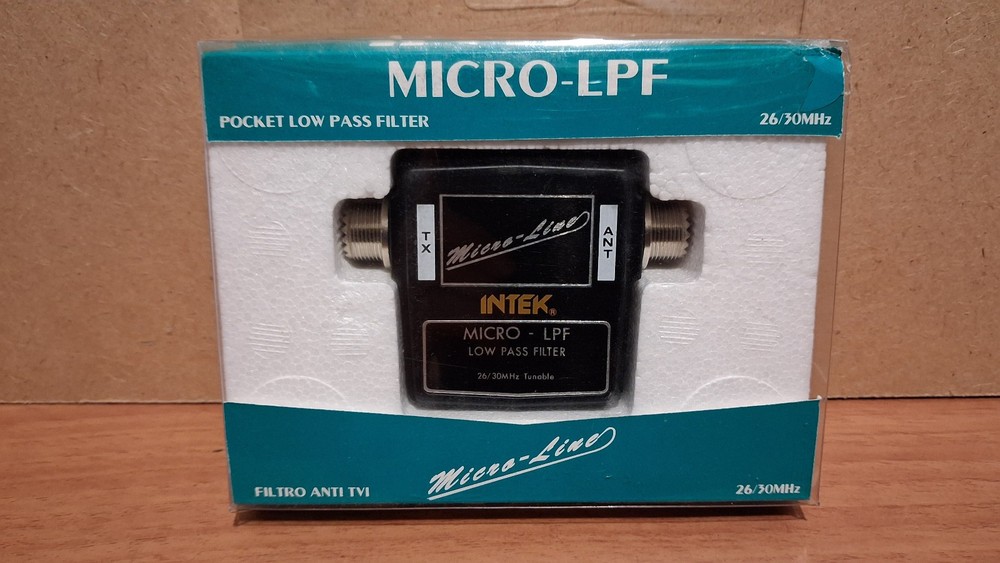 MICRO-LPF
POCKET LOW PASS FILTER
26/30MHz
TX
Micro-Line
ANT
INTEK®
MICRO - LPF
LOW PASS FILTER
26/30MHz Tunable
Micro-Line
FILTRO ANTI TVI
26/30MHz